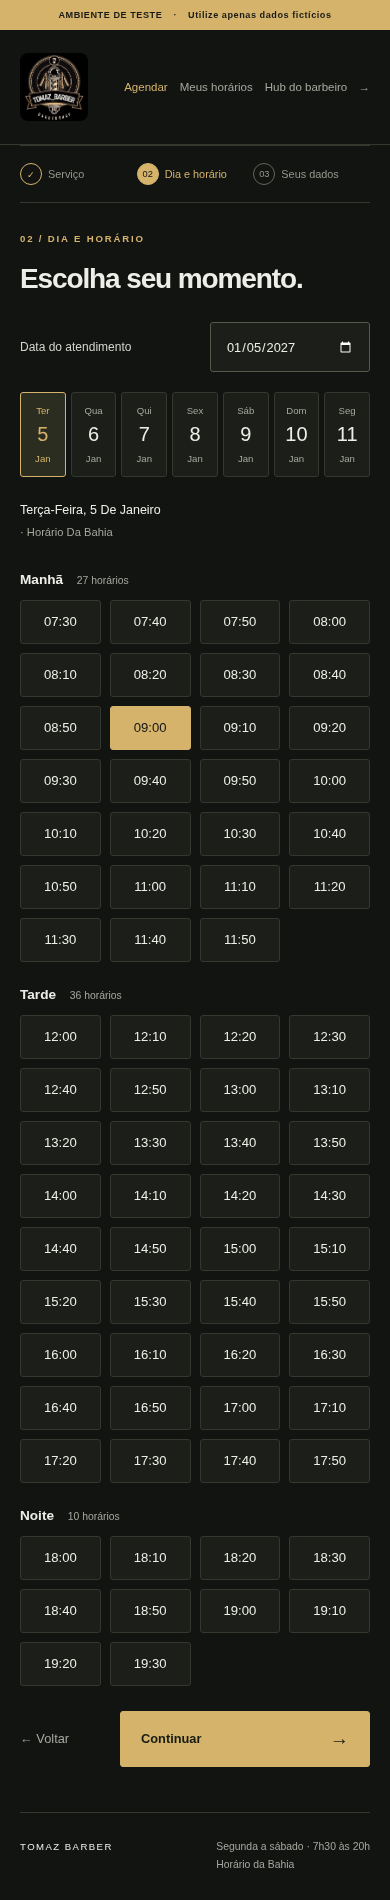 AMBIENTE DE TESTE · Utilize apenas dados fictícios
TOMAZ_BARBER
Agendar Meus horários Hub do barbeiro →
✓ Serviço 02 Dia e horário 03 Seus dados
02 / DIA E HORÁRIO
Escolha seu momento.
Data do atendimento 01/05/2027
Ter Qua Qui Sex Sáb Dom Seg
5 6 7 8 9 10 11
Jan Jan Jan Jan Jan Jan Jan
Terça-Feira, 5 De Janeiro
· Horário Da Bahia
Manhã 27 horários
07:30 07:40 07:50 08:00
08:10 08:20 08:30 08:40
08:50 09:00 09:10 09:20
09:30 09:40 09:50 10:00
10:10 10:20 10:30 10:40
10:50 11:00 11:10 11:20
11:30 11:40 11:50
Tarde 36 horários
12:00 12:10 12:20 12:30
12:40 12:50 13:00 13:10
13:20 13:30 13:40 13:50
14:00 14:10 14:20 14:30
14:40 14:50 15:00 15:10
15:20 15:30 15:40 15:50
16:00 16:10 16:20 16:30
16:40 16:50 17:00 17:10
17:20 17:30 17:40 17:50
Noite 10 horários
18:00 18:10 18:20 18:30
18:40 18:50 19:00 19:10
19:20 19:30
← Voltar Continuar →
TOMAZ BARBER Segunda a sábado · 7h30 às 20h
Horário da Bahia